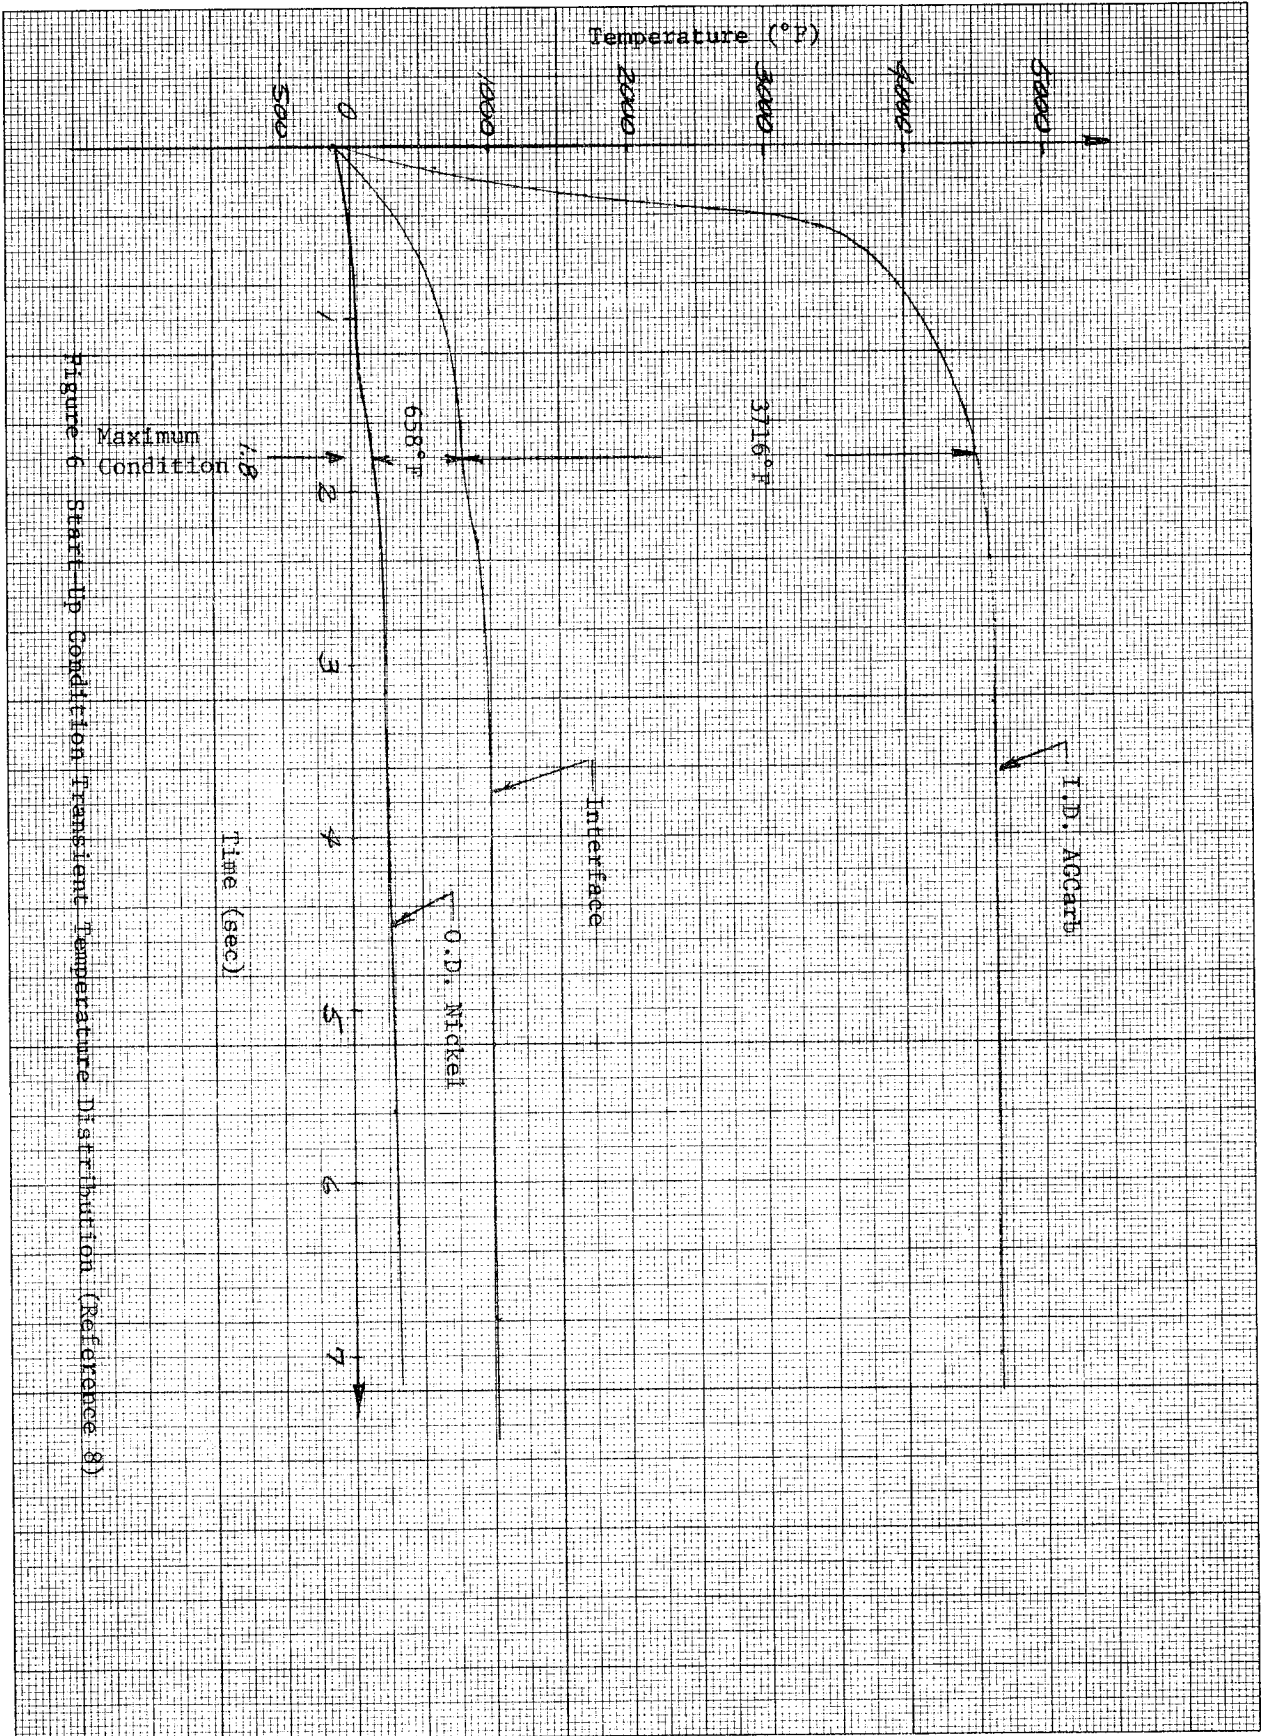 Temperature (°F)
5000
4000
3000
2000
1000
0
500
I.D. AGCarb
3716°F
Interface
658°F
O.D. Nickel
1
2
3
4
5
6
7
1.8
Maximum
Condition
Time (sec)
Figure 6 Start-Up Condition Transient Temperature Distribution (Reference 8)